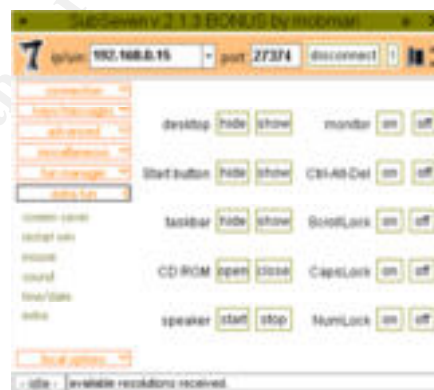 SubSeven v 2.1.3 BONUS by mobman
ip/uin: 192.168.0.15 port: 27374 disconnect
connection
keys/messages
advanced
miscellaneous
fun manager
extra fun
screen saver
restart win
mouse
sound
time/date
extra
local options
desktop hide show monitor on off
Start button hide show Ctrl-Alt-Del on off
taskbar hide show ScrollLock on off
CD ROM open close CapsLock on off
speaker start stop NumLock on off
- idle - available resolutions received.